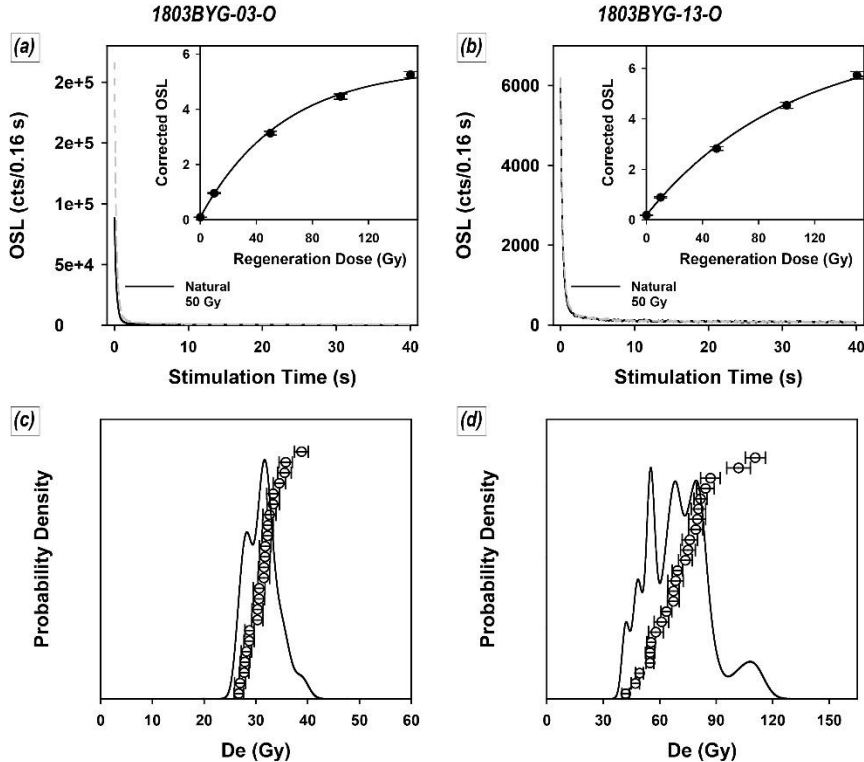 1803BYG-03-O
1803BYG-13-O
(a)
OSL (cts/0.16 s)
2e+5
2e+5
1e+5
5e+4
0
0 10 20 30 40
Stimulation Time (s)
Corrected OSL
6
4
2
0
0 40 80 120
Regeneration Dose (Gy)
Natural
50 Gy
(b)
OSL (cts/0.16 s)
6000
4000
2000
0
0 10 20 30 40
Stimulation Time (s)
Corrected OSL
6
4
2
0
0 40 80 120
Regeneration Dose (Gy)
Natural
50 Gy
(c)
Probability Density
0 20 40 60
De (Gy)
(d)
Probability Density
0 30 60 90 120 150
De (Gy)